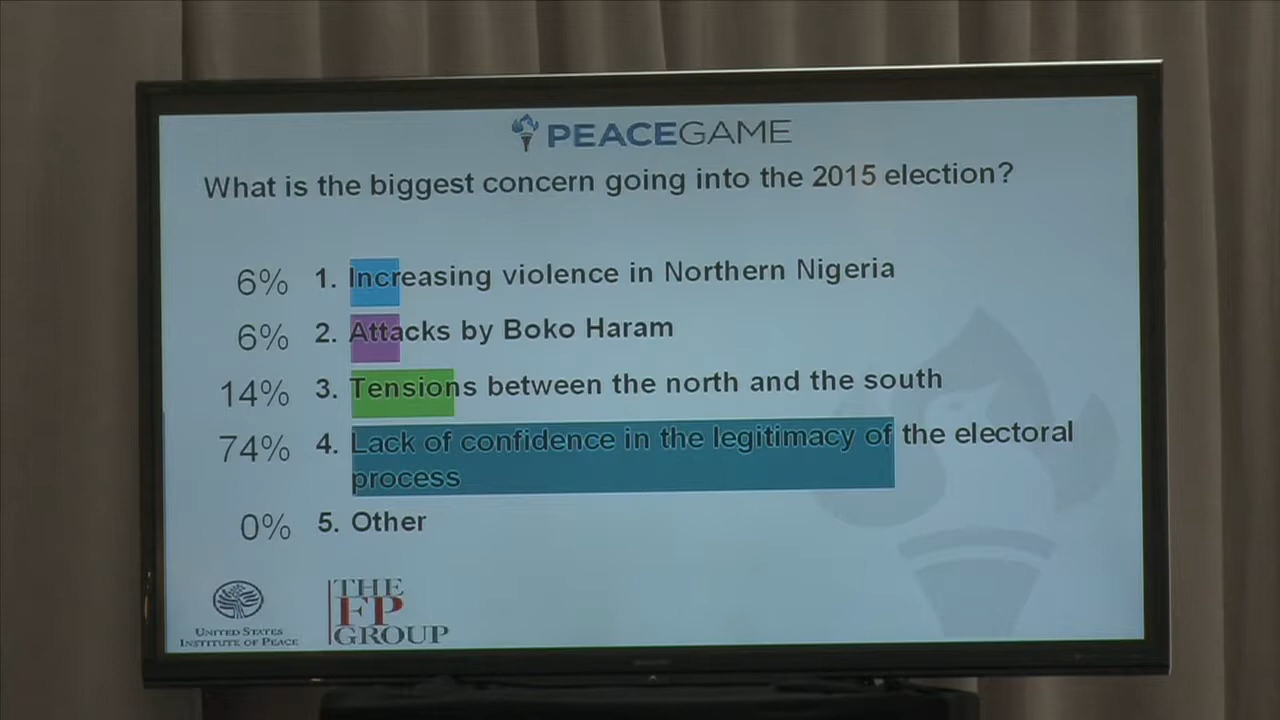 PEACEGAME
What is the biggest concern going into the 2015 election?
6% 1. Increasing violence in Northern Nigeria
6% 2. Attacks by Boko Haram
14% 3. Tensions between the north and the south
74% 4. Lack of confidence in the legitimacy of the electoral
process
0% 5. Other
UNITED STATES
INSTITUTE OF PEACE
THE
FP
GROUP